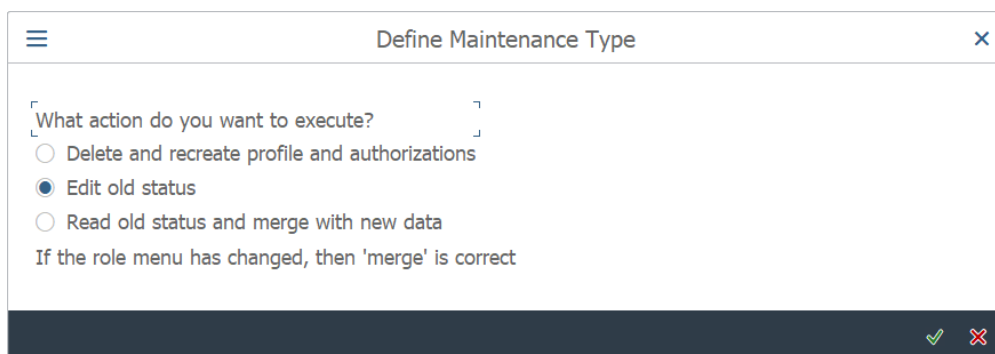 Define Maintenance Type
What action do you want to execute?
Delete and recreate profile and authorizations
Edit old status
Read old status and merge with new data
If the role menu has changed, then 'merge' is correct